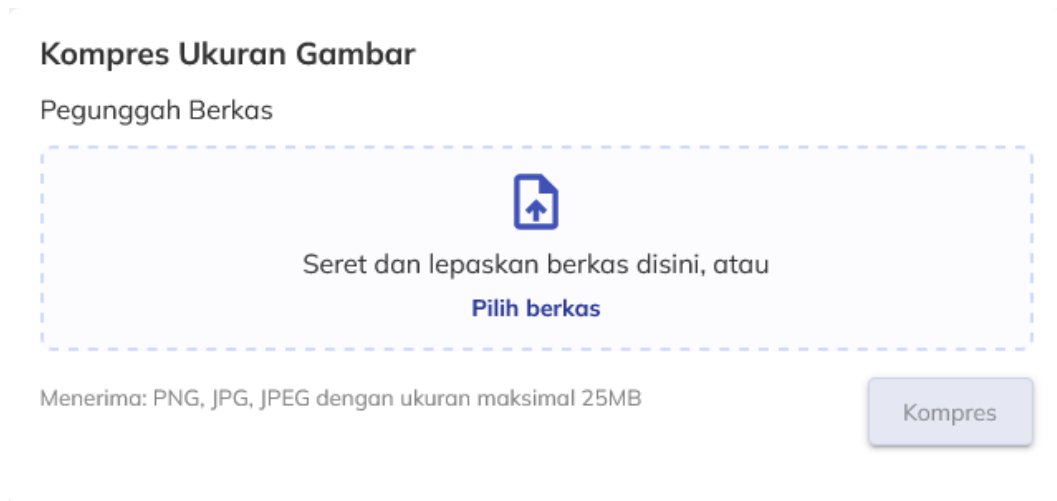 Kompres Ukuran Gambar
Pegunggah Berkas
Seret dan lepaskan berkas disini, atau
Pilih berkas
Menerima: PNG, JPG, JPEG dengan ukuran maksimal 25MB
Kompres